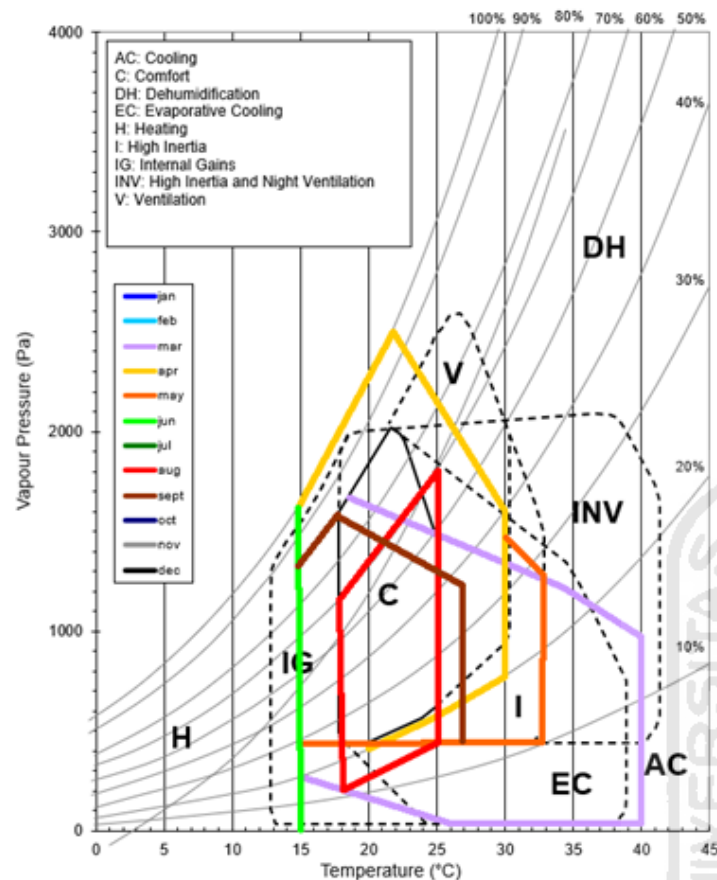 100% 90% 80% 70% 60% 50%
4000
AC: Cooling
C: Comfort
DH: Dehumidification
EC: Evaporative Cooling
H: Heating
I: High Inertia
IG: Internal Gains
INV: High Inertia and Night Ventilation
V: Ventilation
40%
3000
DH
30%
jan
feb
mar
apr
may
jun
jul
aug
sept
oct
nov
dec
Vapour Pressure (Pa)
V
2000
20%
INV
C
1000
10%
IG
I
H
EC
AC
0
0 5 10 15 20 25 30 35 40 45
Temperature (°C)
UNIVERSITAS